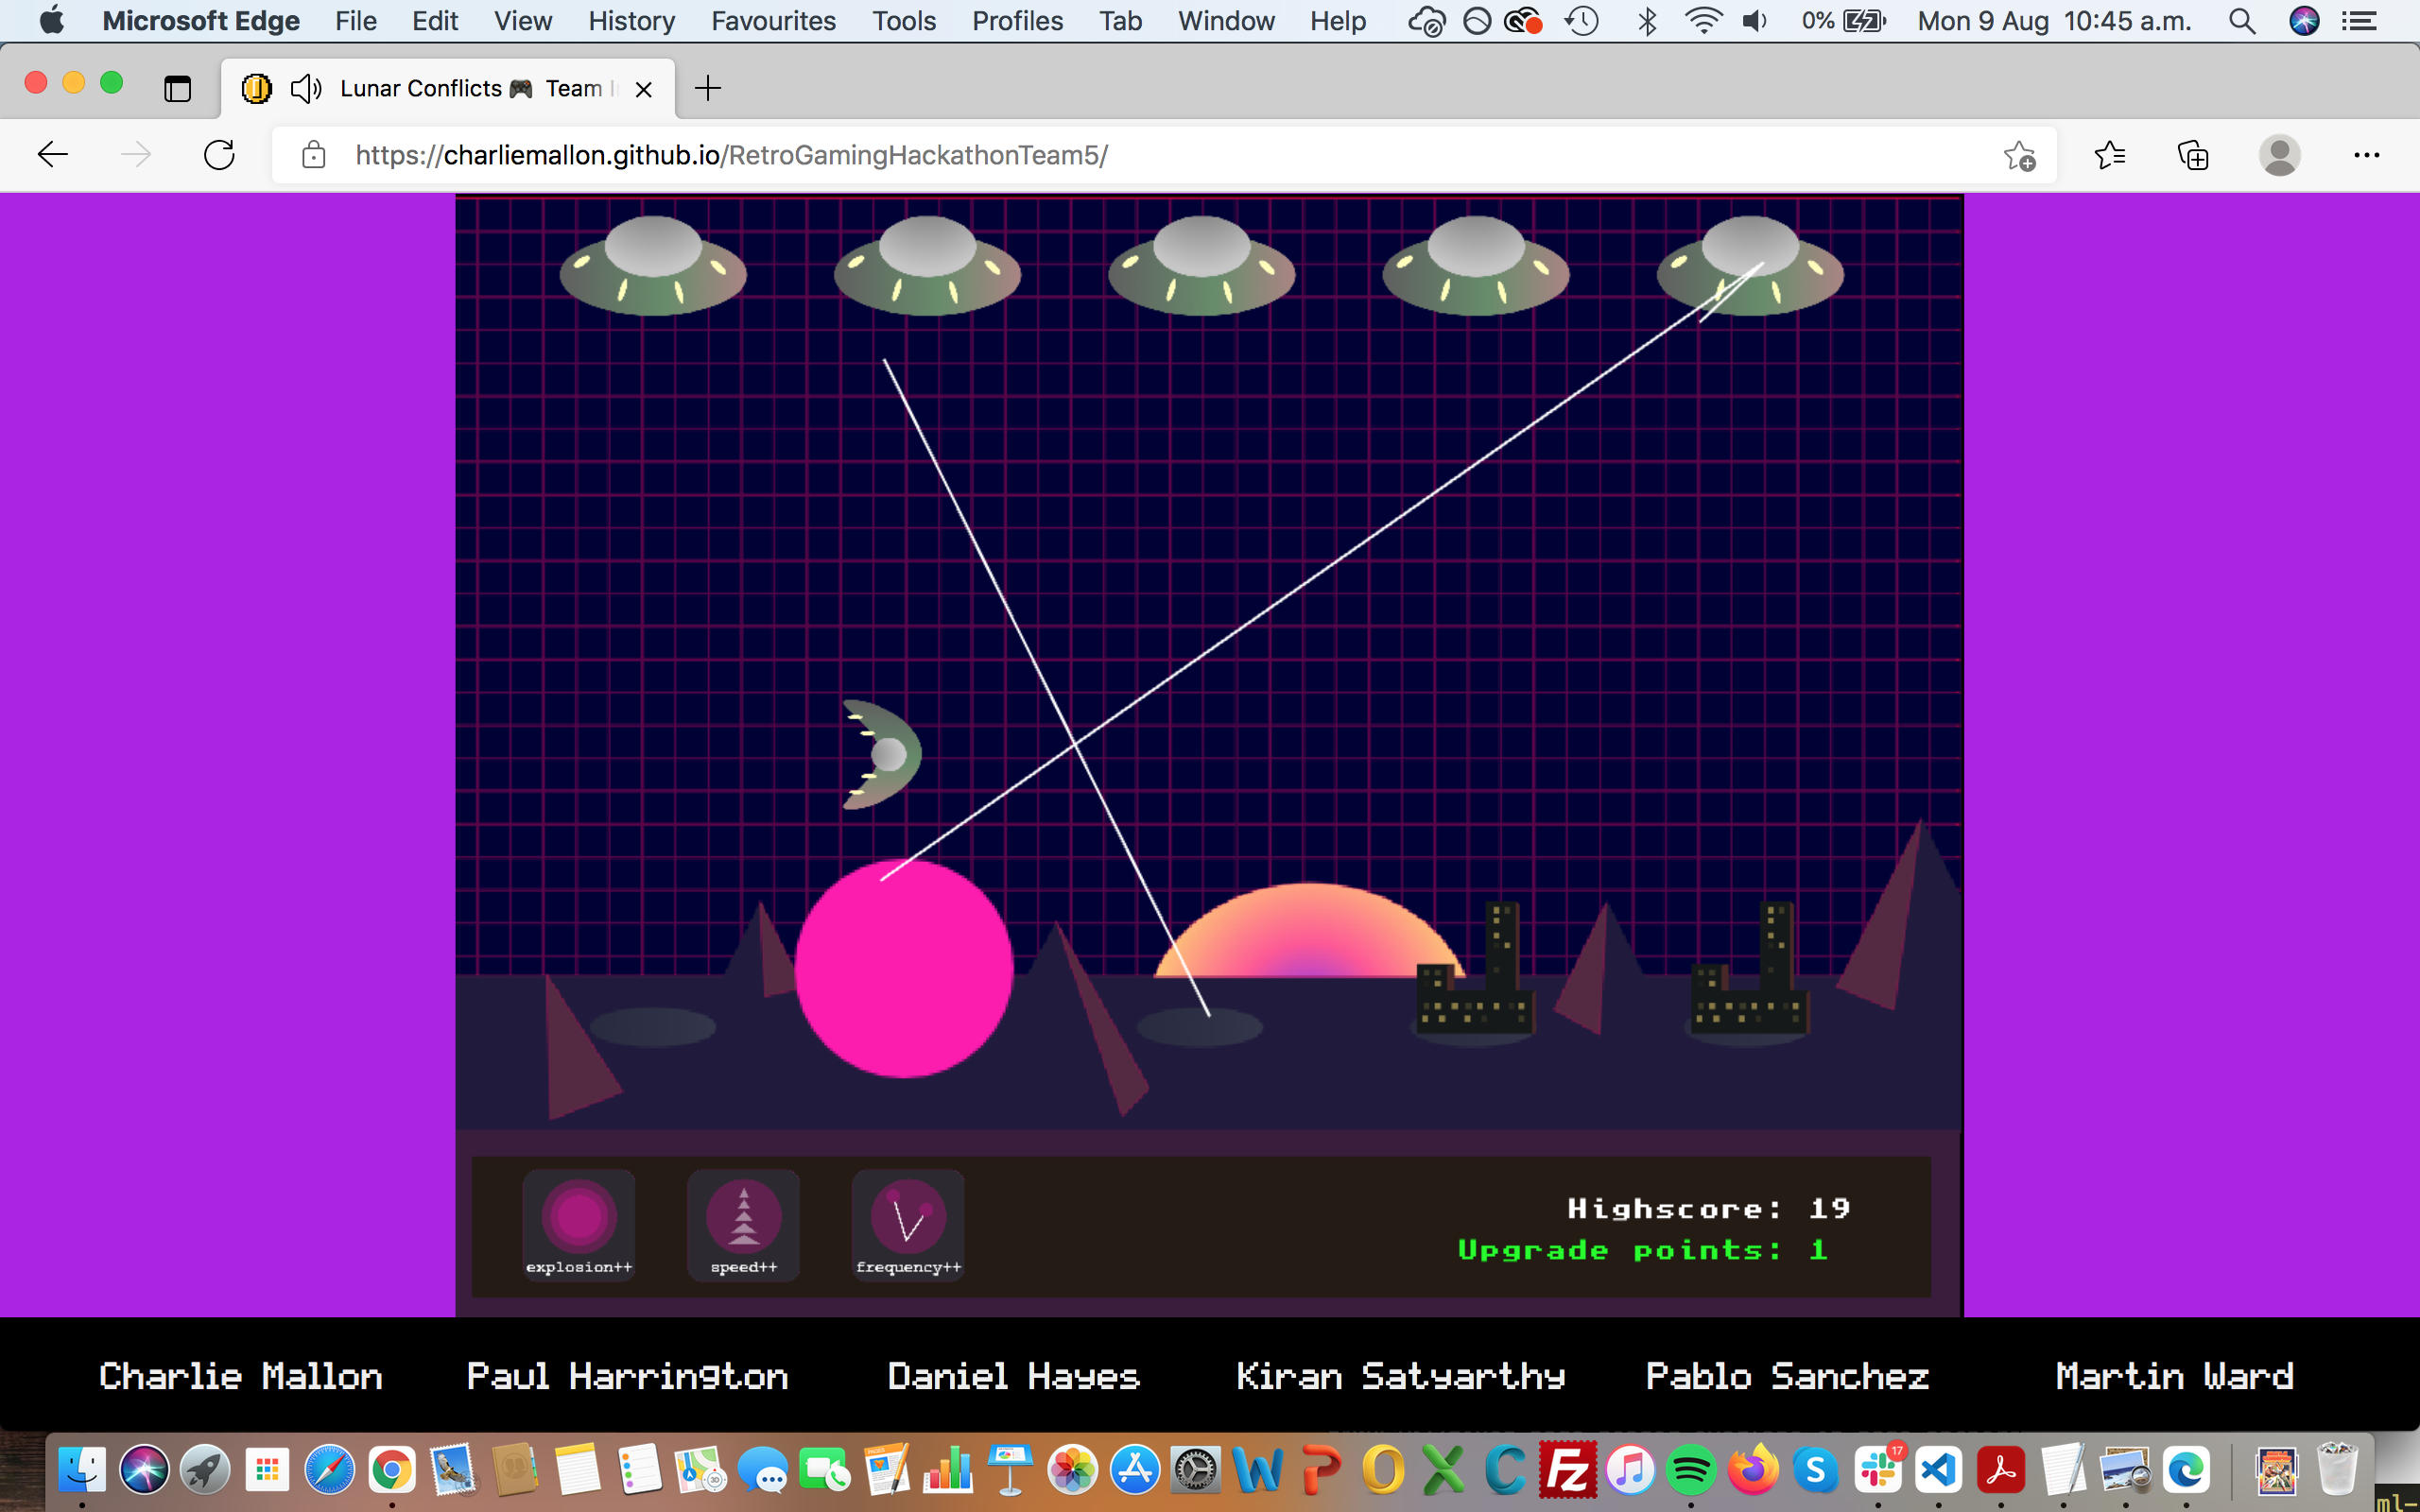 Microsoft Edge File Edit View History Favourites Tools Profiles Tab Window Help 0% Mon 9 Aug 10:45 a.m.
Lunar Conflicts 🎮 Team
https://charliemallon.github.io/RetroGamingHackathonTeam5/
Highscore: 19
Upgrade points: 1
explosion++ speed++ frequency++
Charlie Mallon Paul Harrington Daniel Hayes Kiran Satyarthy Pablo Sanchez Martin Ward
17